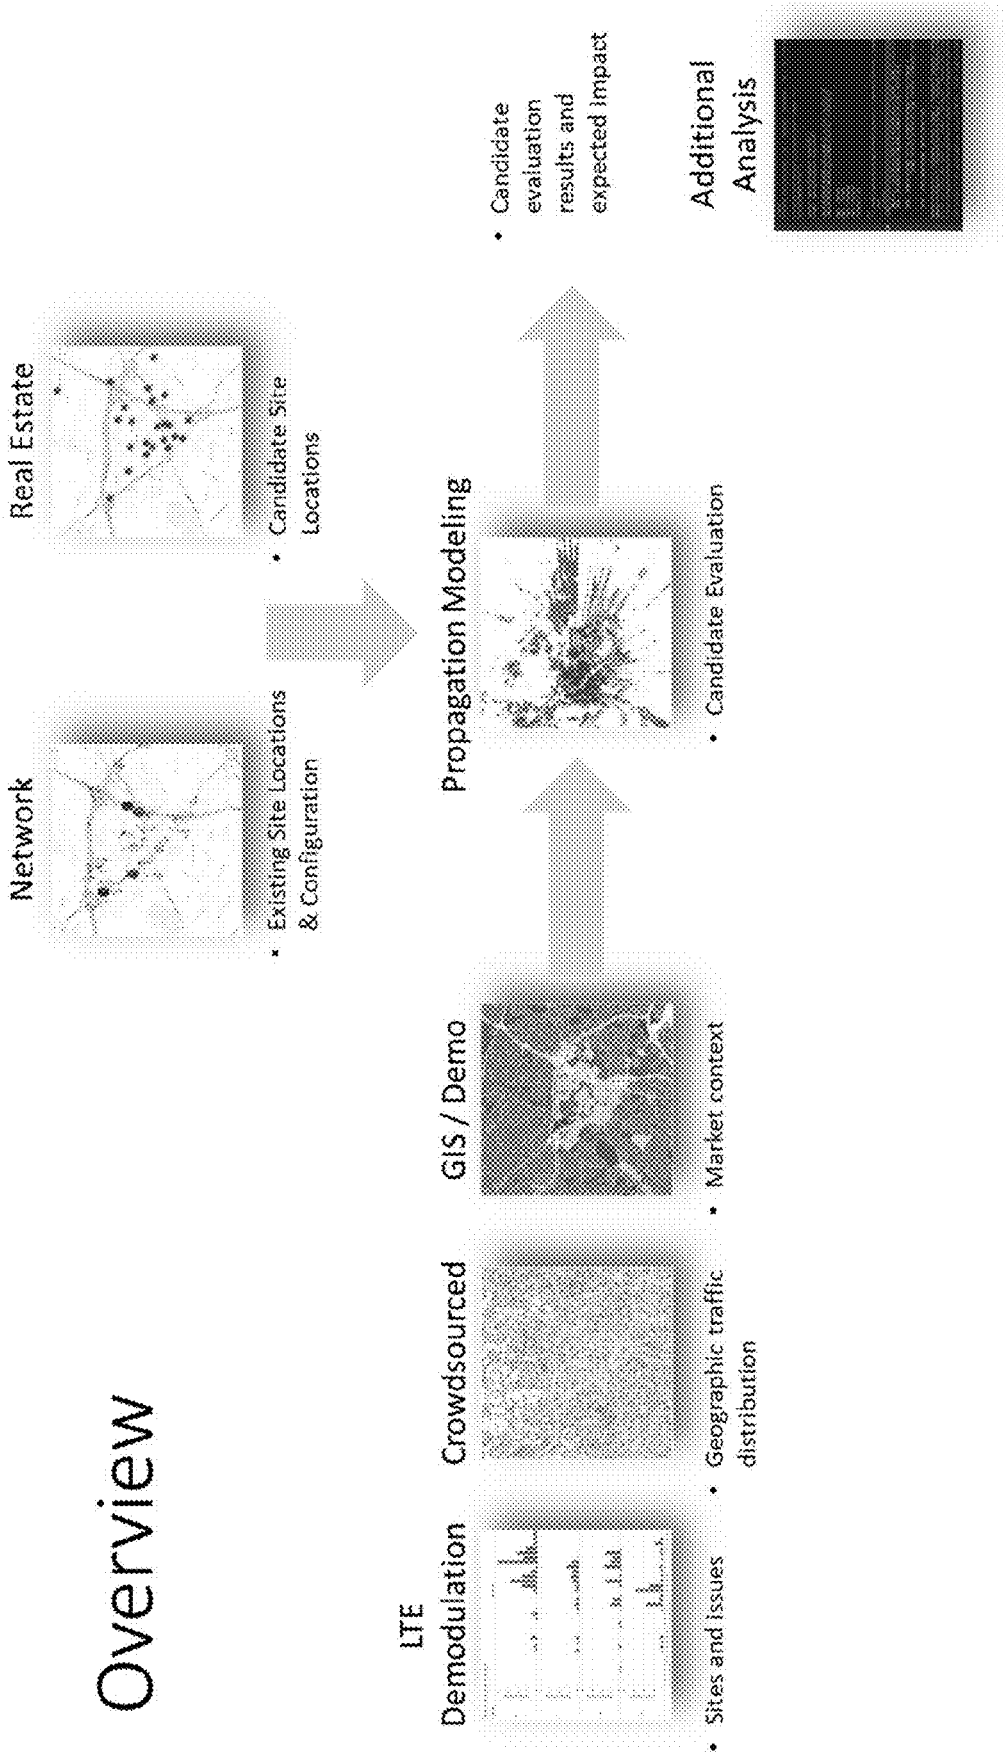 Overview
Network
• Existing Site Locations
& Configuration
Real Estate
• Candidate Site
Locations
LTE
Demodulation
• Sites and issues
Crowdsourced
• Geographic traffic
distribution
GIS / Demo
• Market context
Propagation Modeling
• Candidate Evaluation
• Candidate
evaluation
results and
expected impact
Additional
Analysis